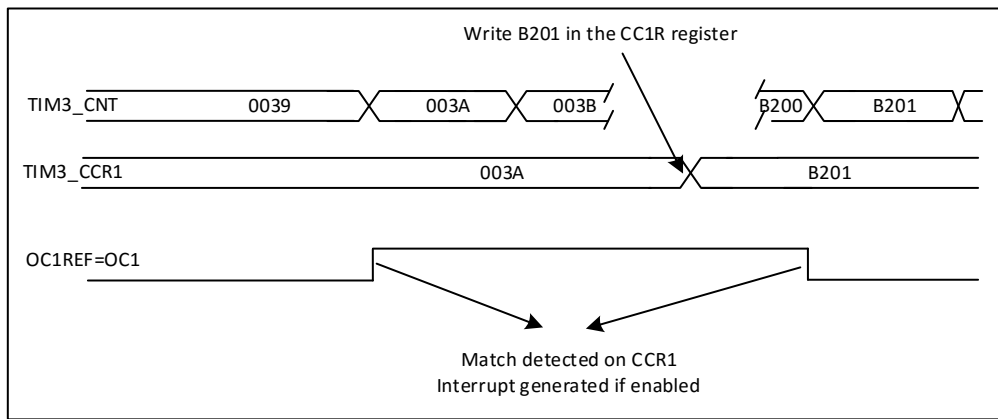 Write B201 in the CC1R register
TIM3_CNT 0039 003A 003B B200 B201
TIM3_CCR1 003A B201
OC1REF=OC1
Match detected on CCR1
Interrupt generated if enabled